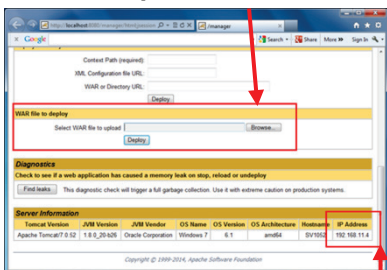 http://localhost:8080/manager/html;jsessioni
/manager
x Google
Search
Share
More >>
Sign In
Context Path (required):
XML Configuration file URL:
WAR or Directory URL:
Deploy
WAR file to deploy
Select WAR file to upload
Browse...
Deploy
Diagnostics
Check to see if a web application has caused a memory leak on stop, reload or undeploy
Find leaks This diagnostic check will trigger a full garbage collection. Use it with extreme caution on production systems.
Server Information
Tomcat Version JVM Version JVM Vendor OS Name OS Version OS Architecture Hostname IP Address
Apache Tomcat/7.0.52 1.8.0_20-b26 Oracle Corporation Windows 7 6.1 amd64 SV1052 192.168.11.4
Copyright © 1999-2014, Apache Software Foundation